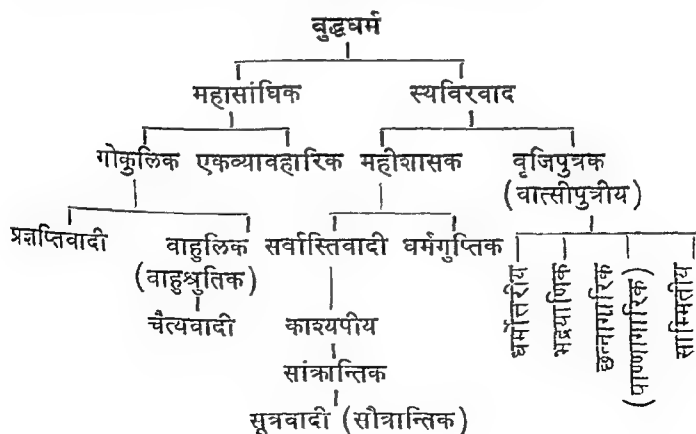 वुद्धधर्म
महासांघिक स्थविरवाद
गोकुलिक एकव्यावहारिक महीशासक वृजिपुत्रक
(वात्सीपुत्रीय)
प्रज्ञप्तिवादी वाहुलिक सर्वास्तिवादी धर्मगुप्तिक
(वाहुश्रुतिक)
चैत्यवादी काश्यपीय
सांक्रान्तिक
सूत्रवादी (सौत्रान्तिक)
धर्मोत्तरीय
भद्रयाणिक
छन्नागारिक
(पाण्णागारिक)
साम्मितीय